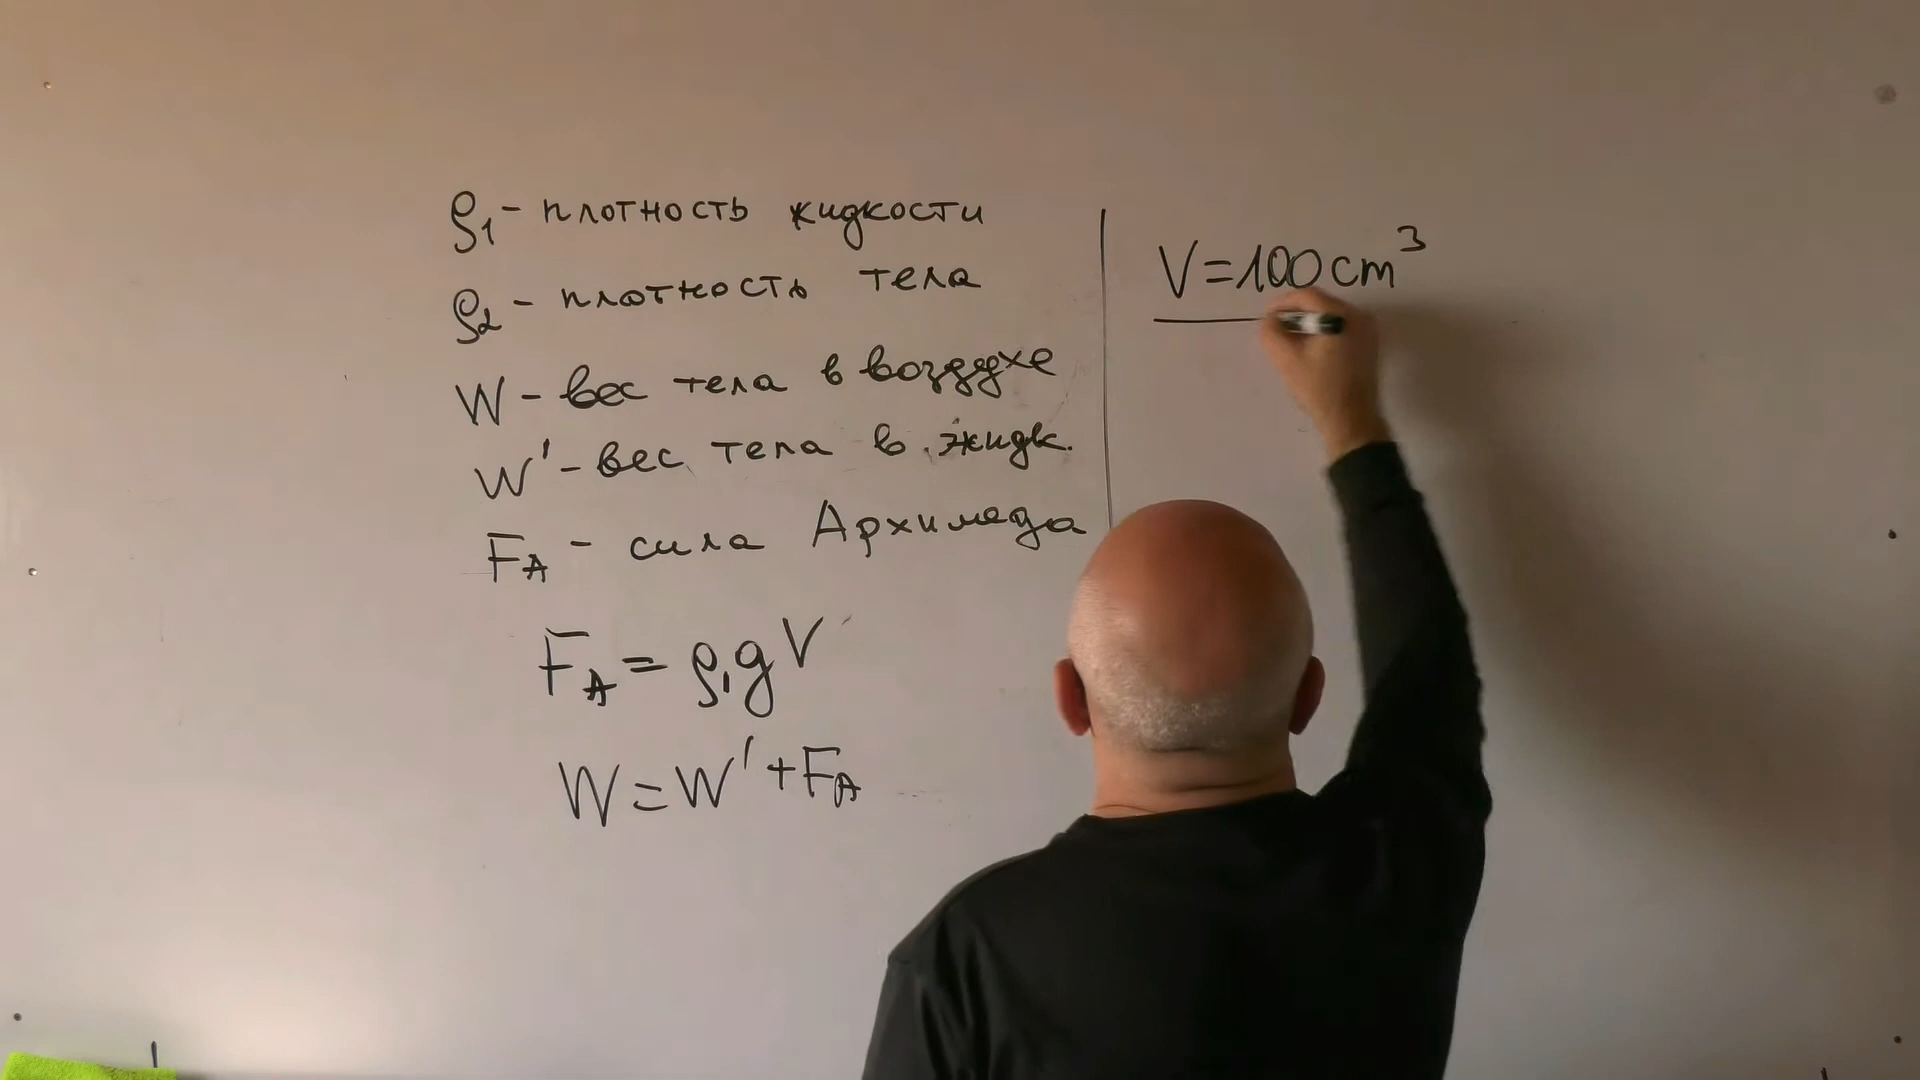 ρ₁ - плотность жидкости
ρ₂ - плотность тела
W - вес тела в воздухе
W' - вес тела в жидк.
F_A - сила Архимеда
F_A = ρ₁gV
W = W' + F_A
V = 100 cm³